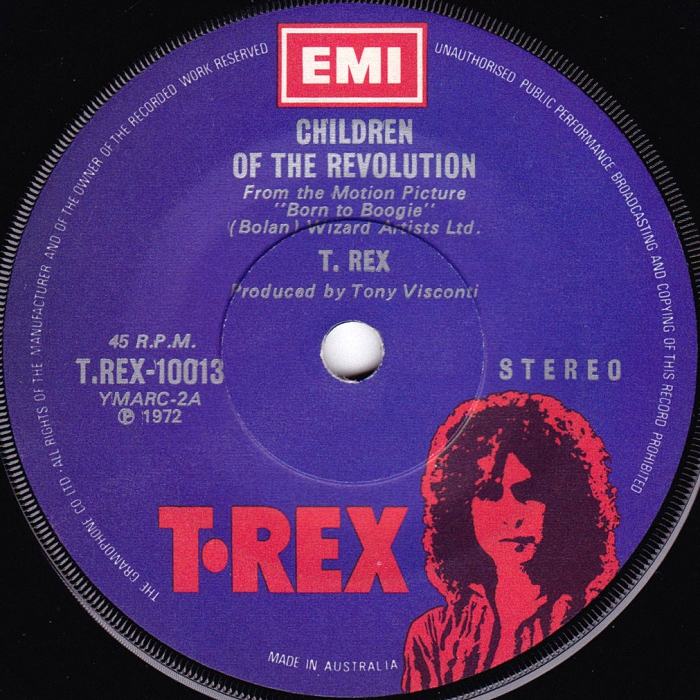 EMI
CHILDREN
OF THE REVOLUTION
From the Motion Picture
"Born to Boogie"
(Bolan) Wizard Artists Ltd.
T. REX
Produced by Tony Visconti
45 R.P.M.
T.REX-10013
YMARC-2A
Ⓟ 1972
STEREO
T•REX
THE GRAMOPHONE CO LTD · ALL RIGHTS OF THE MANUFACTURER AND OF THE OWNER OF THE RECORDED WORK RESERVED
UNAUTHORISED PUBLIC PERFORMANCE BROADCASTING AND COPYING OF THIS RECORD PROHIBITED
MADE IN AUSTRALIA